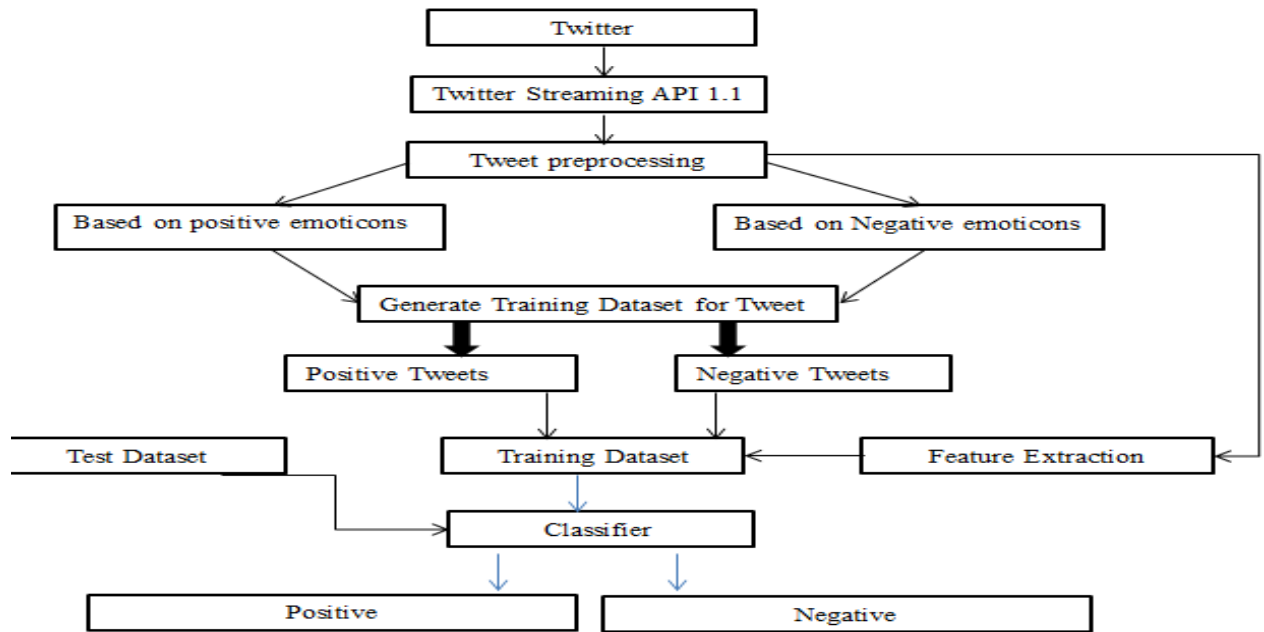 Twitter
Twitter Streaming API 1.1
Tweet preprocessing
Based on positive emoticons
Based on Negative emoticons
Generate Training Dataset for Tweet
Positive Tweets
Negative Tweets
Test Dataset
Training Dataset
Feature Extraction
Classifier
Positive
Negative